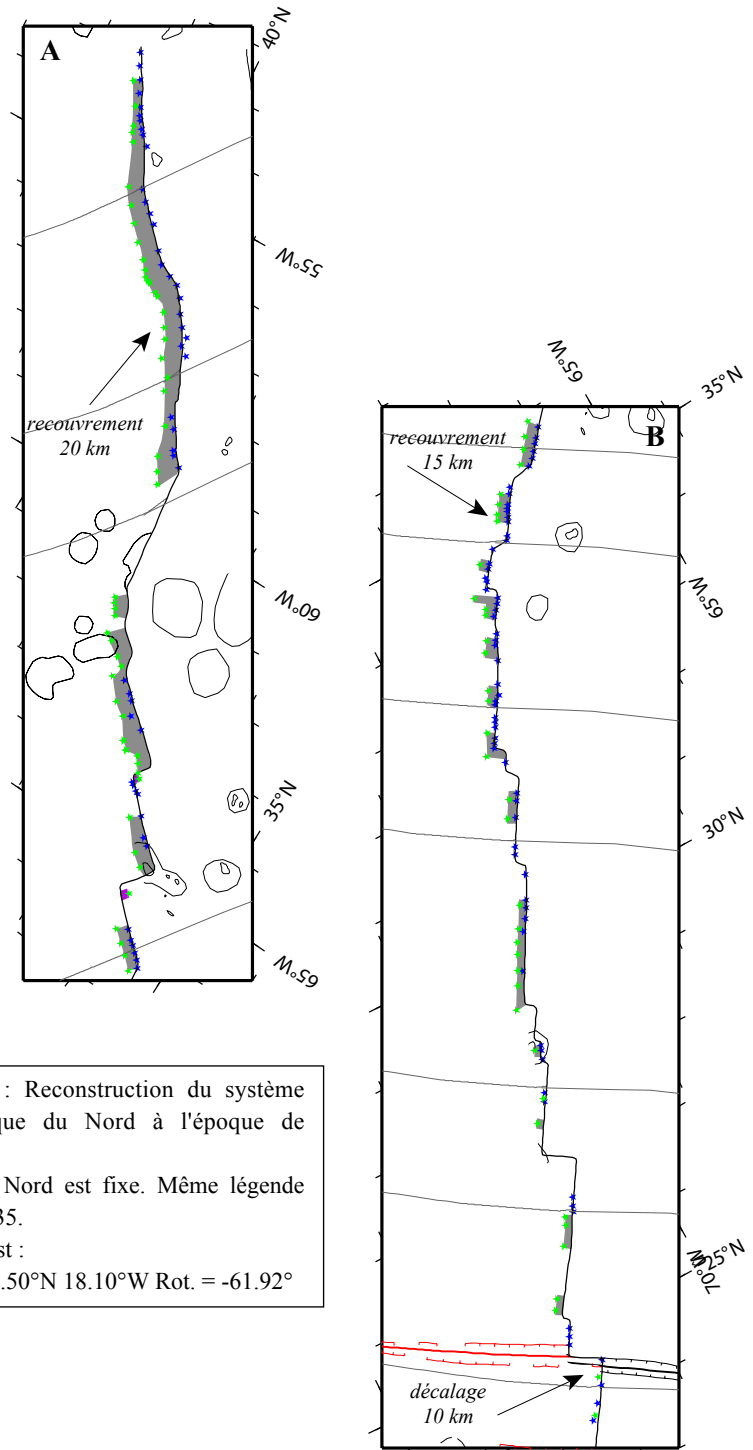 A
40°N
55°W
recouvrement
20 km
60°W
35°N
65°W
65°W
35°N
B
recouvrement
15 km
65°W
30°N
25°N
70°W
décalage
10 km
: Reconstruction du système
que du Nord à l'époque de
Nord est fixe. Même légende
35.
st :
.50°N 18.10°W Rot. = -61.92°